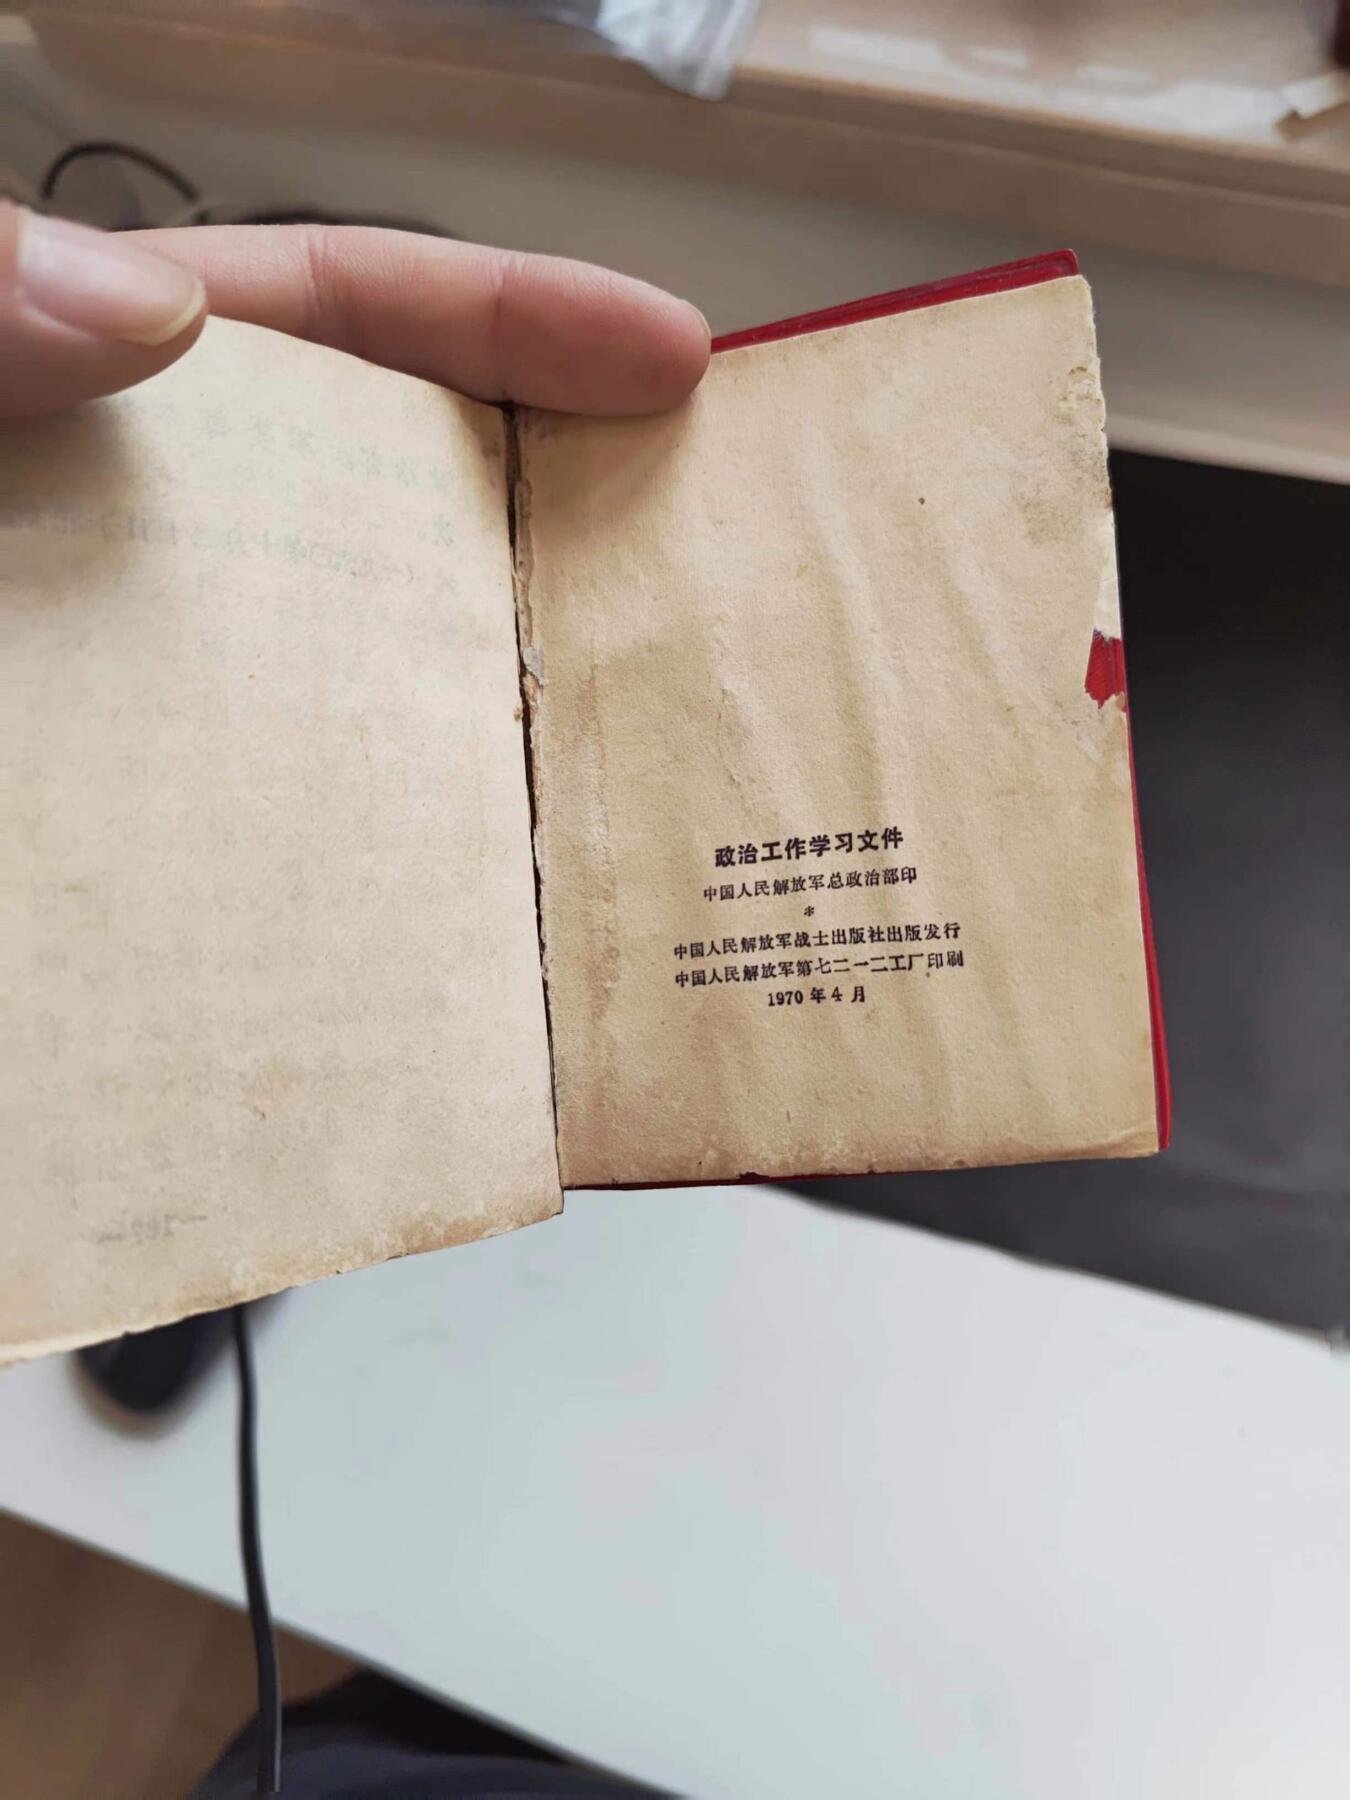 政治工作学习文件
中国人民解放军总政治部印
*
中国人民解放军战士出版社出版发行
中国人民解放军第七二一二工厂印刷
1970年4月